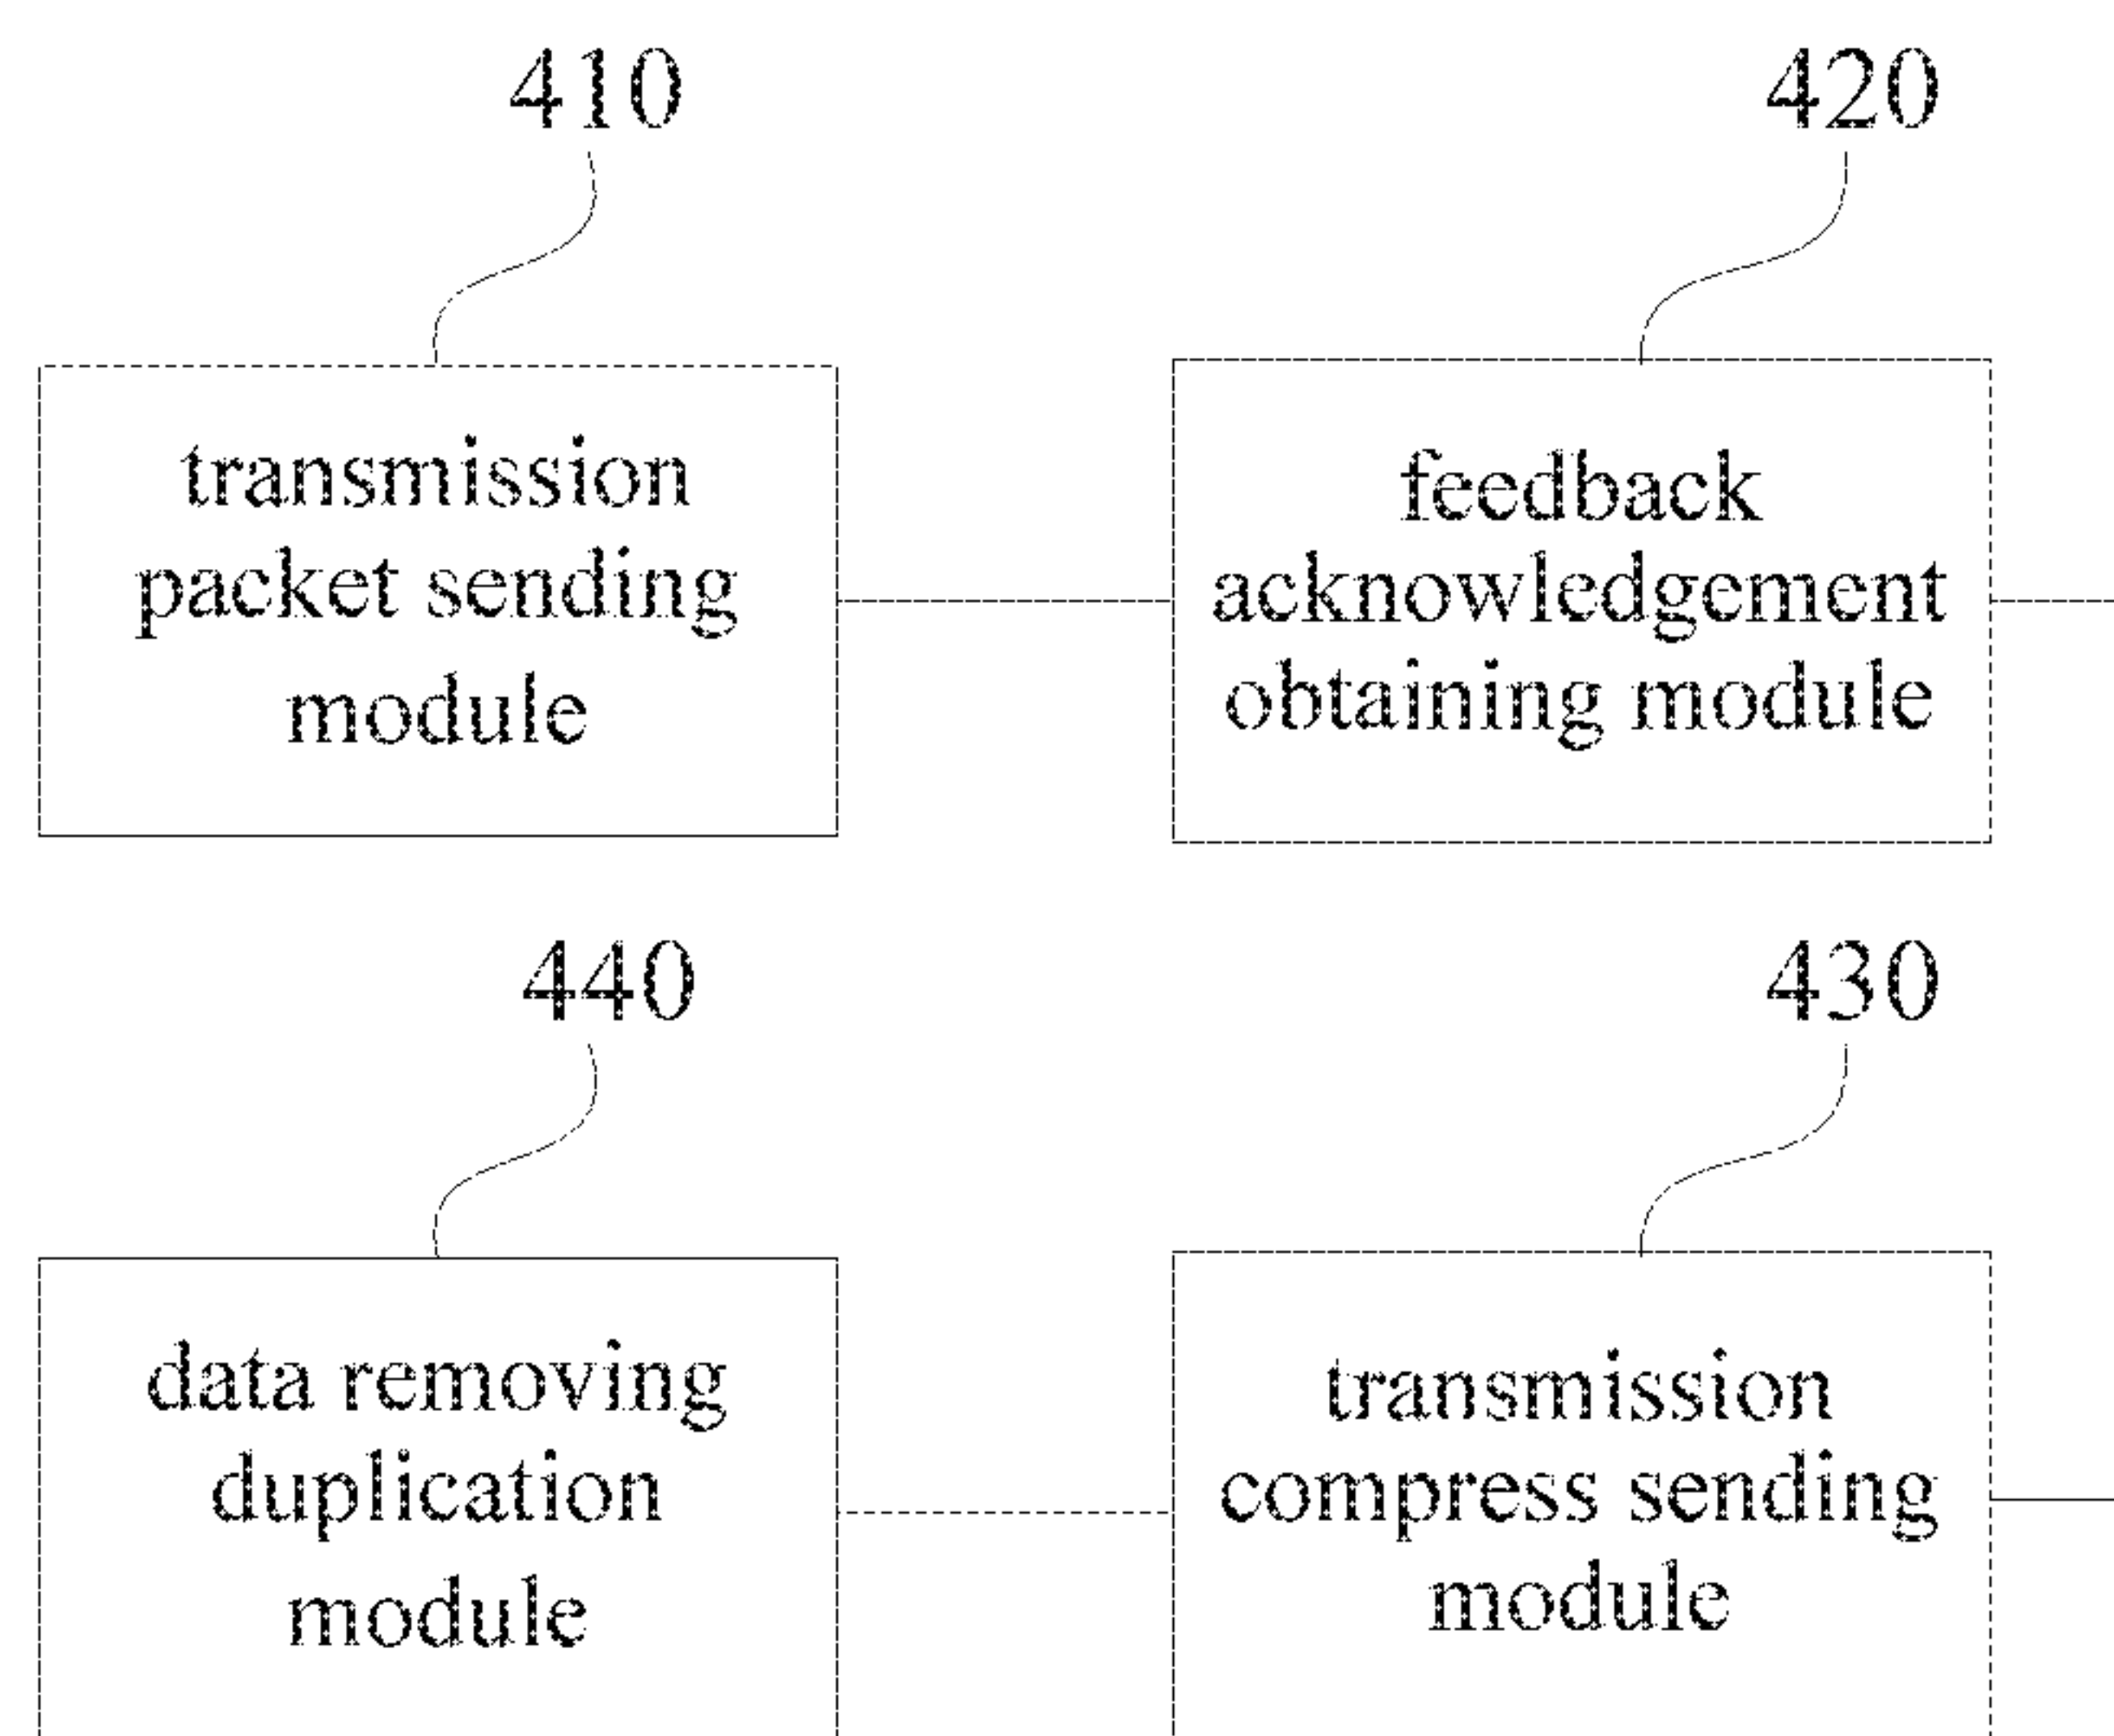 410
420
transmission
packet sending
module
feedback
acknowledgement
obtaining module
440
430
data removing
duplication
module
transmission
compress sending
module